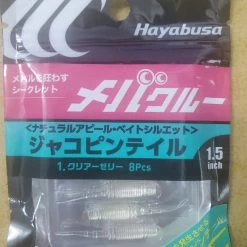 Hayabusa
メバルを狂わす
シークレット
メバクルー
<ナチュラルアピール・ベイトシルエット>
ジャコピンテイル
1.5
inch
1.クリアーゼリー 8Pcs